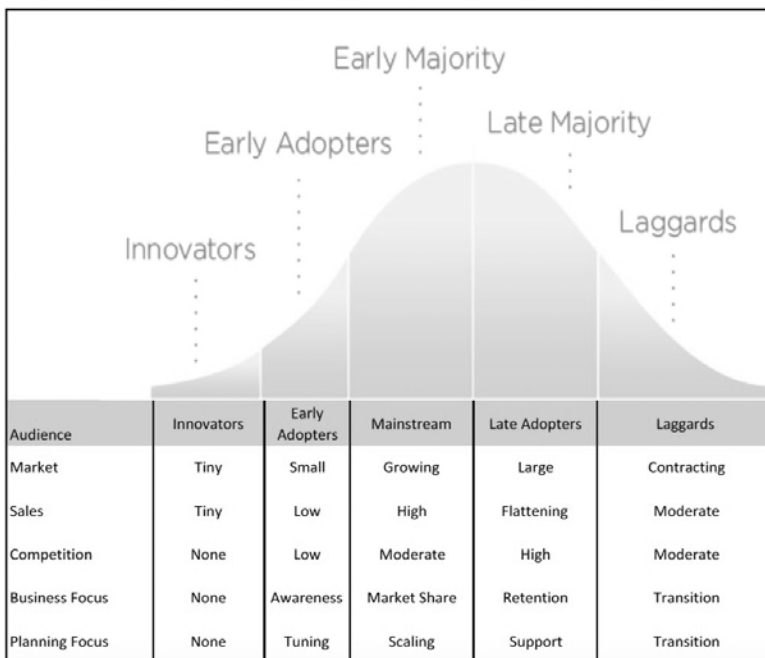 Early Majority
Early Adopters
Late Majority
Innovators
Laggards
Audience Innovators Early Adopters Mainstream Late Adopters Laggards
Market Tiny Small Growing Large Contracting
Sales Tiny Low High Flattening Moderate
Competition None Low Moderate High Moderate
Business Focus None Awareness Market Share Retention Transition
Planning Focus None Tuning Scaling Support Transition